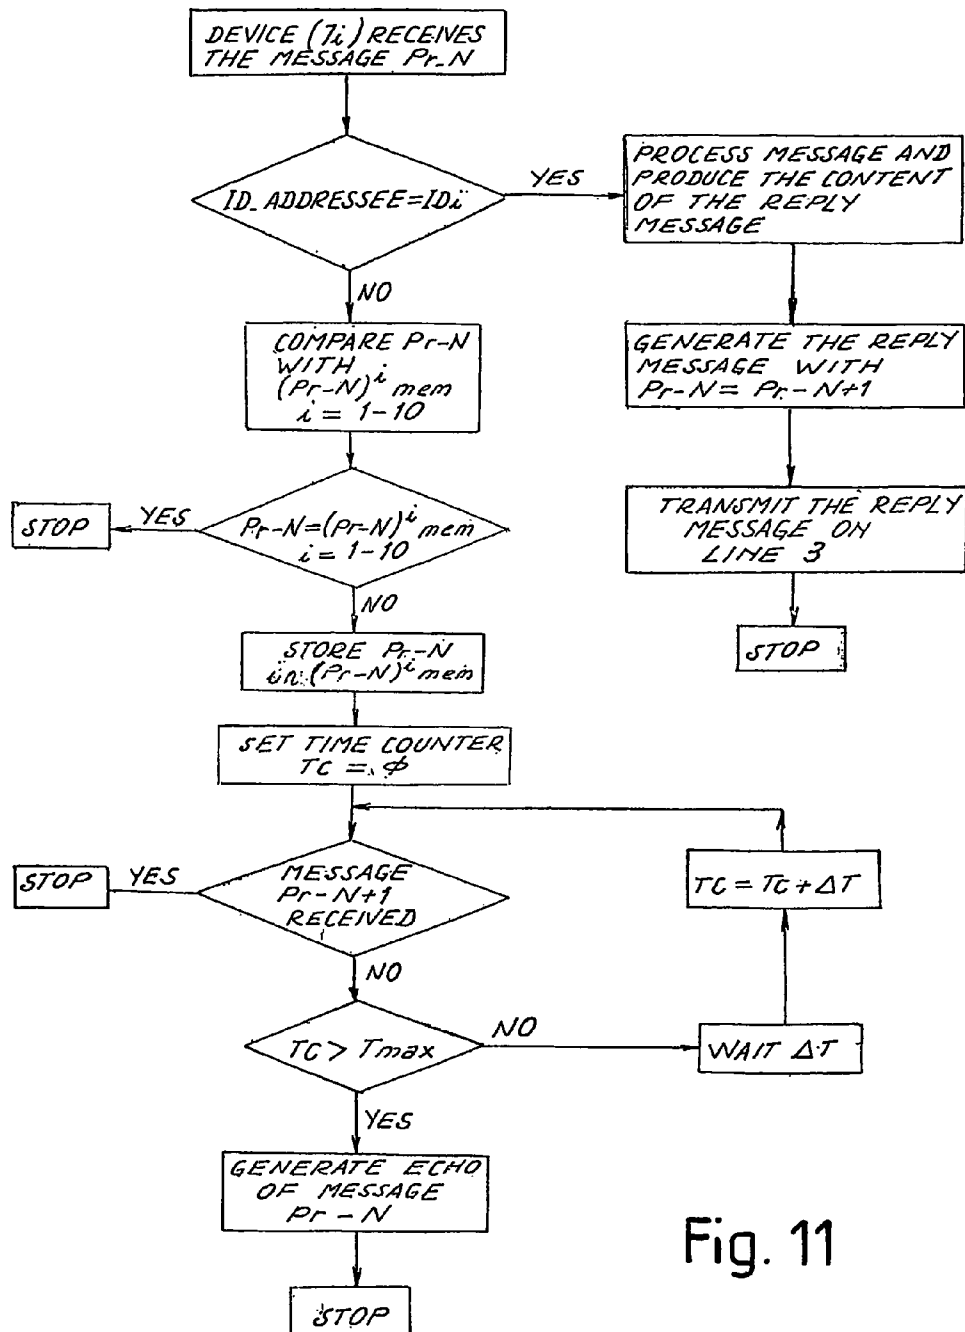 DEVICE (7i) RECEIVES
THE MESSAGE Pr-N
ID-ADDRESSEE=IDi
YES
PROCESS MESSAGE AND
PRODUCE THE CONTENT
OF THE REPLY
MESSAGE
NO
COMPARE Pr-N
WITH
(Pr-N)^i mem
i = 1-10
GENERATE THE REPLY
MESSAGE WITH
Pr-N = Pr-N+1
Pr-N=(Pr-N)^i mem
i = 1-10
YES
STOP
TRANSMIT THE REPLY
MESSAGE ON
LINE 3
NO
STOP
STORE Pr-N
in (Pr-N)^i mem
SET TIME COUNTER
TC = φ
MESSAGE
Pr-N+1
RECEIVED
YES
STOP
TC = TC + ΔT
NO
TC > Tmax
NO
WAIT ΔT
YES
GENERATE ECHO
OF MESSAGE
Pr-N
STOP
Fig. 11